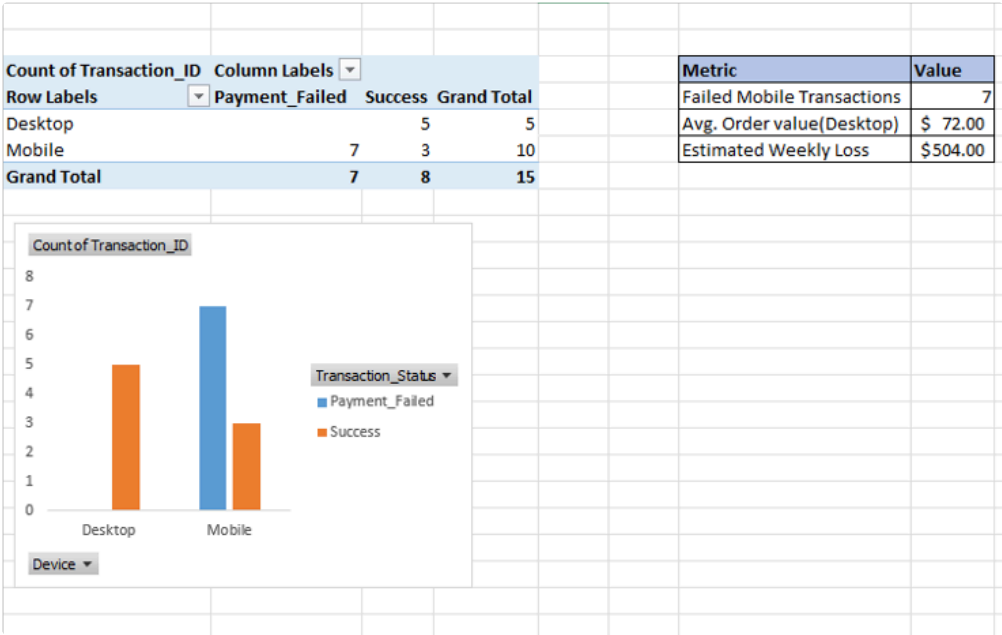 Count of Transaction_ID Column Labels
Row Labels Payment_Failed Success Grand Total
Desktop 5 5
Mobile 7 3 10
Grand Total 7 8 15
Metric Value
Failed Mobile Transactions 7
Avg. Order value(Desktop) $ 72.00
Estimated Weekly Loss $504.00
Count of Transaction_ID
8
7
6
5
4
3
2
1
0
Desktop Mobile
Transaction_Status
Payment_Failed
Success
Device